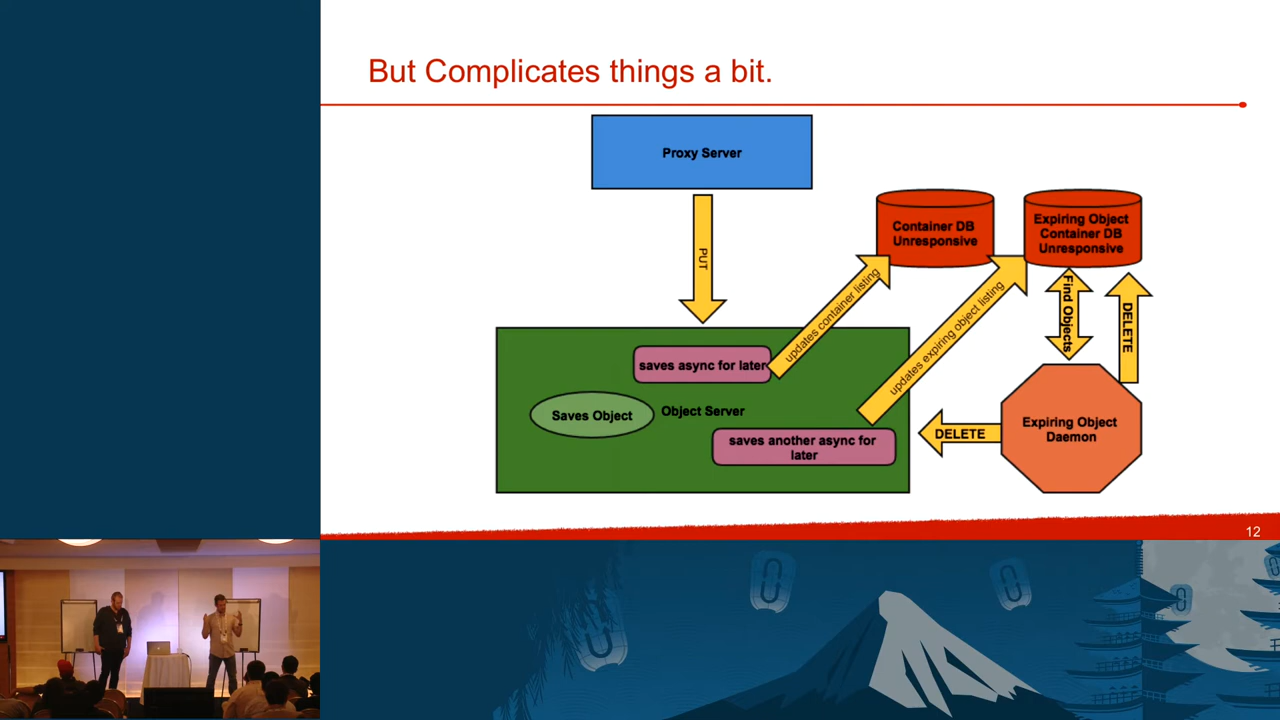 But Complicates things a bit.
Proxy Server
PUT
Container DB
Unresponsive
Expiring Object
Container DB
Unresponsive
updates container listing
updates expiring object listing
Find Objects
DELETE
saves async for later
Saves Object
Object Server
saves another async for
later
DELETE
Expiring Object
Daemon
12